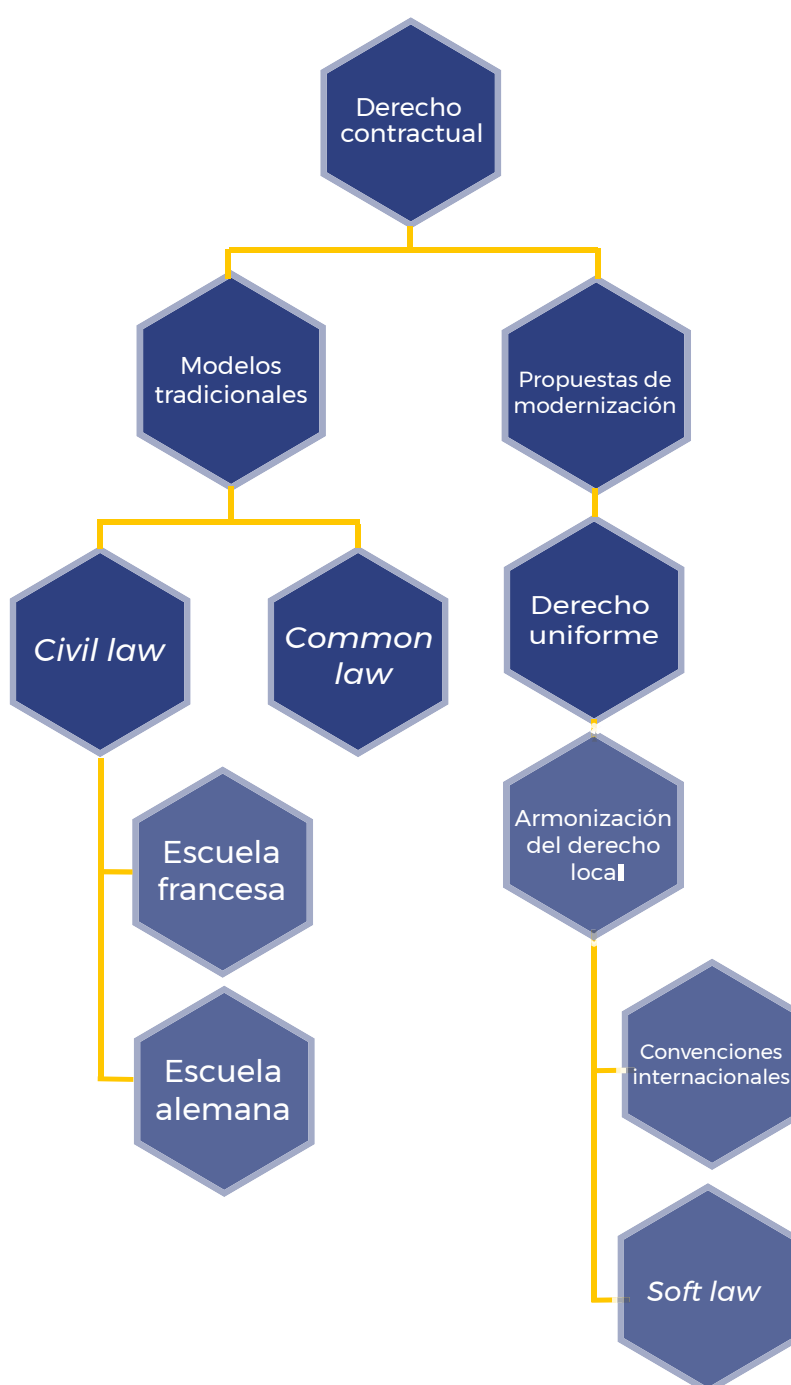 Derecho
contractual
Modelos
tradicionales
Propuestas de
modernización
Civil law
Common
law
Derecho
uniforme
Escuela
francesa
Escuela
alemana
Armonización
del derecho
local
Convenciones
internacionales
Soft law